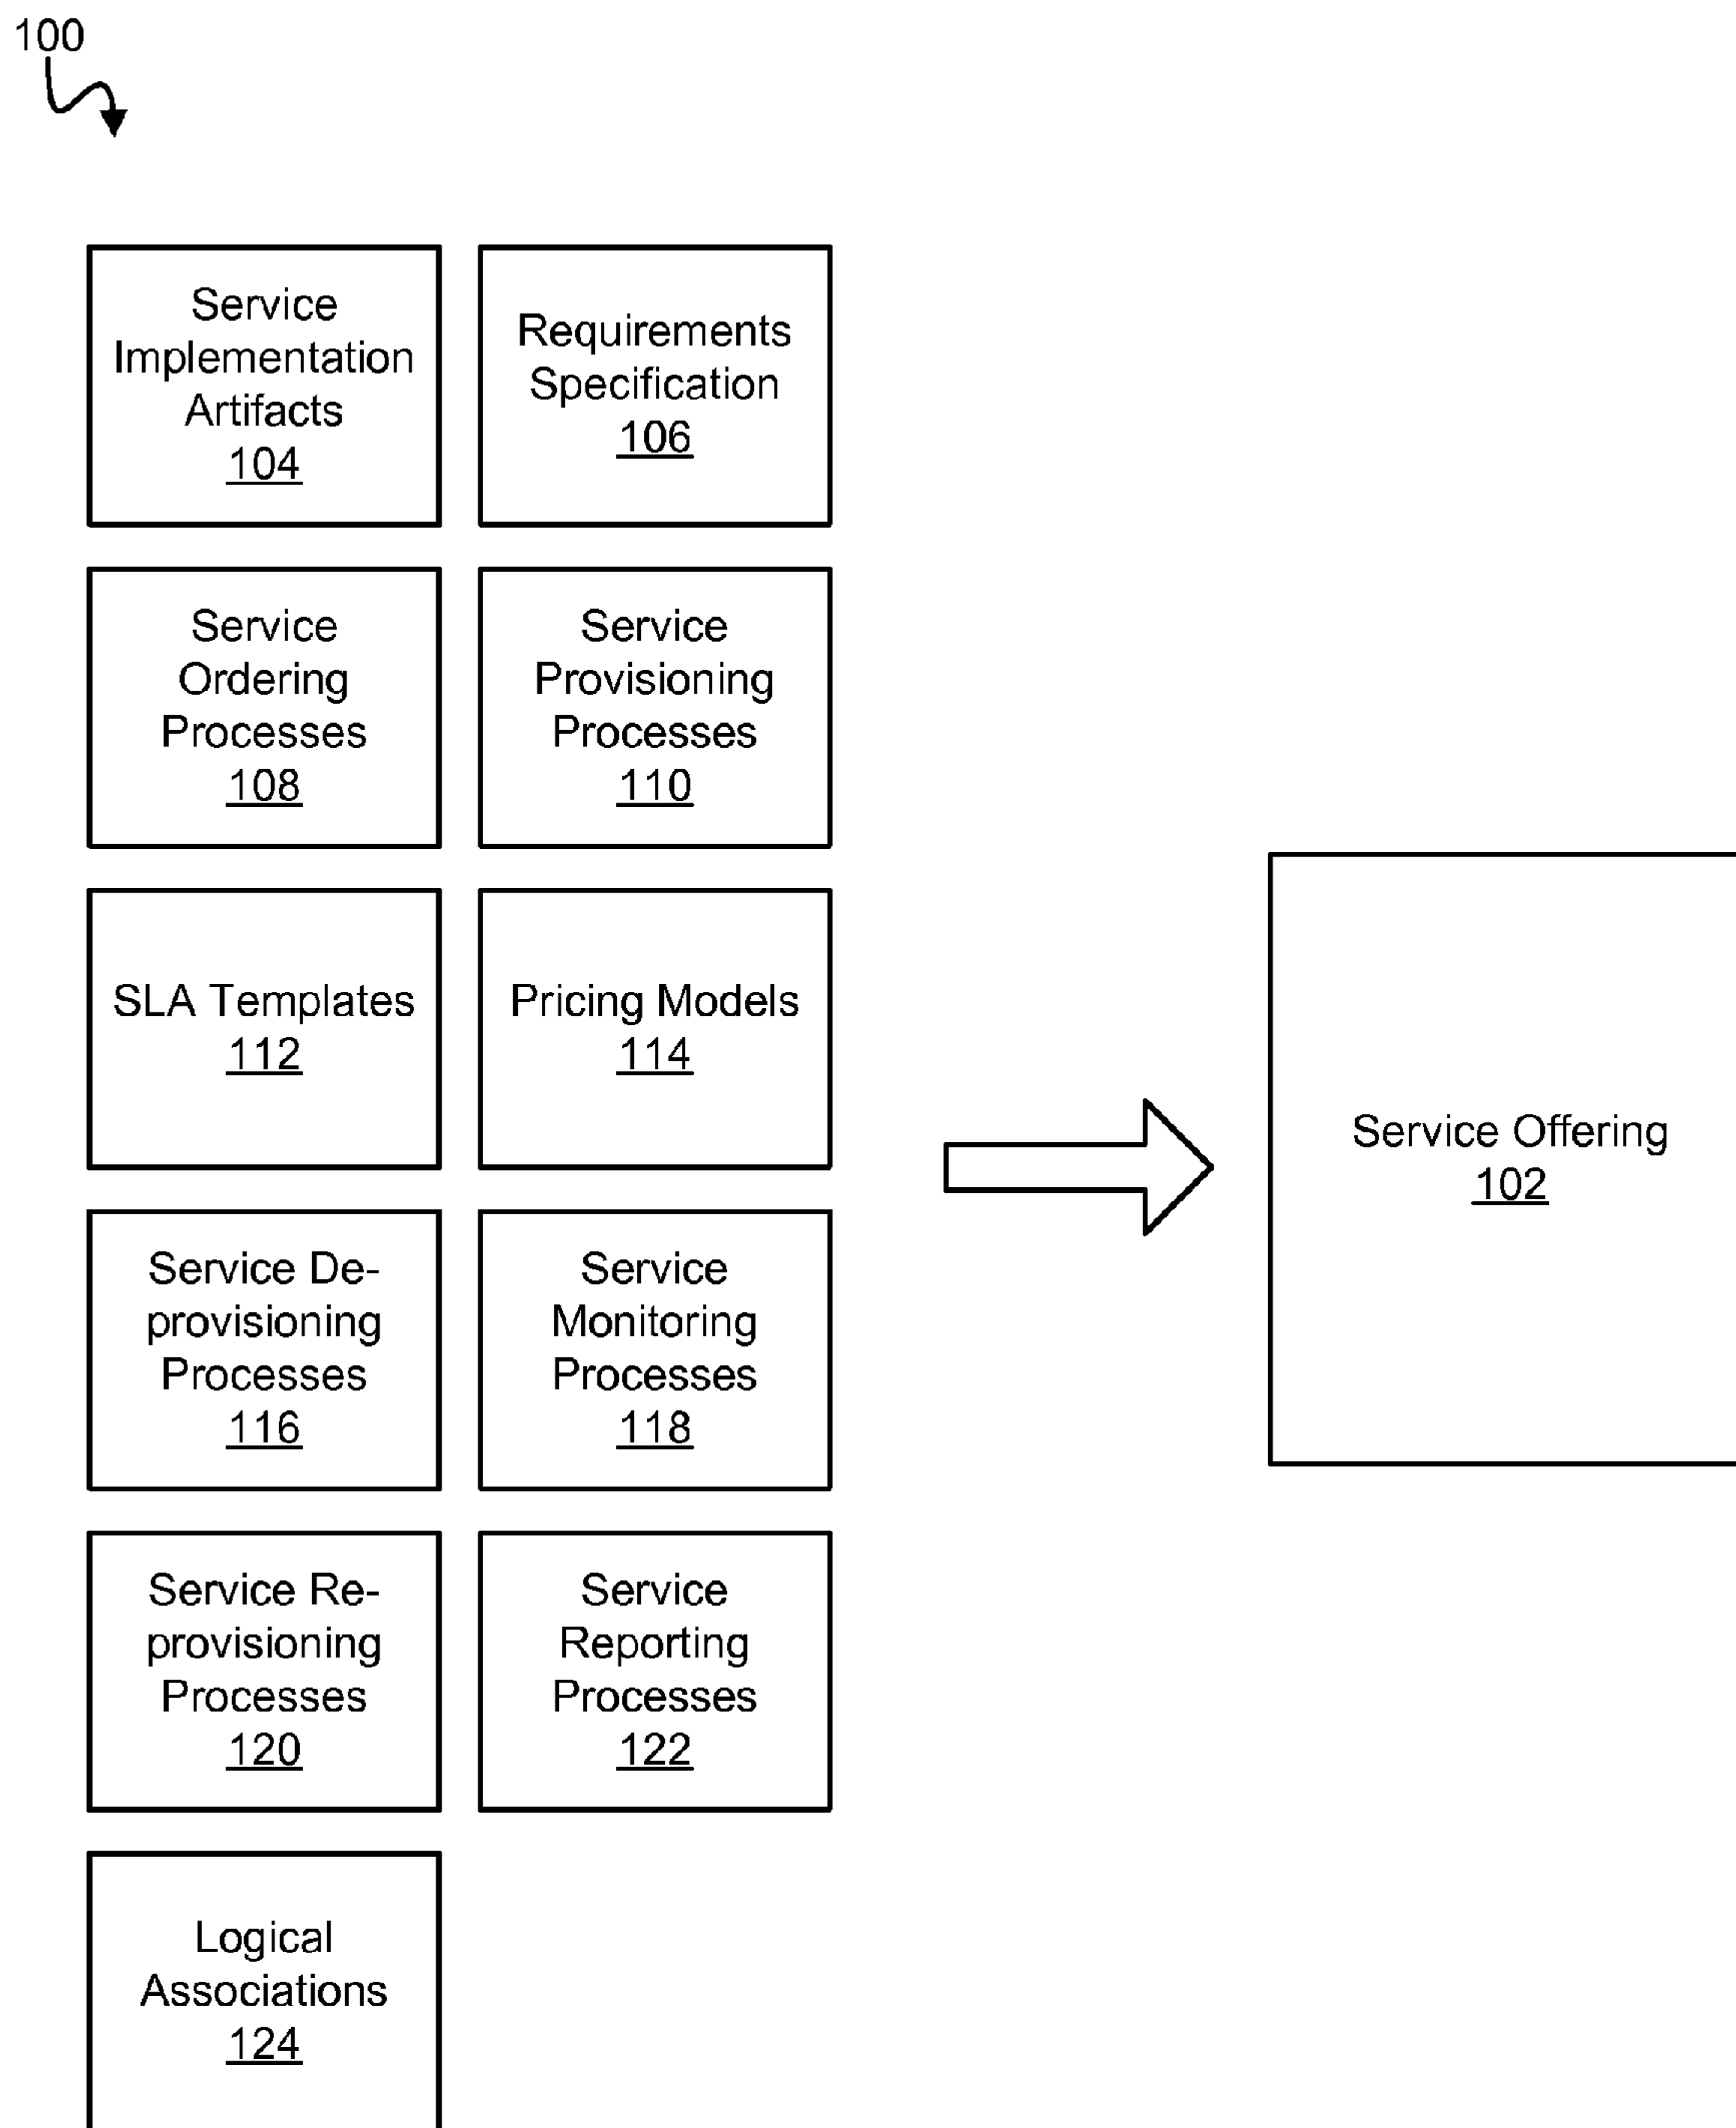 100
Service
Implementation
Artifacts
104
Requirements
Specification
106
Service
Ordering
Processes
108
Service
Provisioning
Processes
110
SLA Templates
112
Pricing Models
114
Service Offering
102
Service De-
provisioning
Processes
116
Service
Monitoring
Processes
118
Service Re-
provisioning
Processes
120
Service
Reporting
Processes
122
Logical
Associations
124